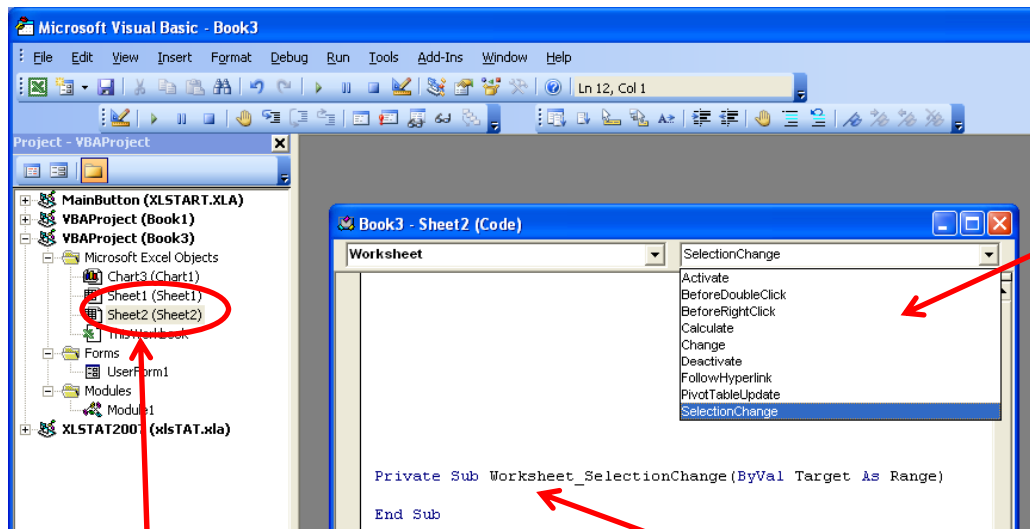 Microsoft Visual Basic - Book3
File Edit View Insert Format Debug Run Tools Add-Ins Window Help
Ln 12, Col 1
Project - VBAProject
MainButton (XLSTART.XLA)
VBAProject (Book1)
VBAProject (Book3)
Microsoft Excel Objects
Chart3 (Chart1)
Sheet1 (Sheet1)
Sheet2 (Sheet2)
ThisWorkbook
Forms
UserForm1
Modules
Module1
XLSTAT2007 (xlsTAT.xla)
Book3 - Sheet2 (Code)
Worksheet
SelectionChange
Activate
BeforeDoubleClick
BeforeRightClick
Calculate
Change
Deactivate
FollowHyperlink
PivotTableUpdate
SelectionChange
Private Sub Worksheet_SelectionChange(ByVal Target As Range)
End Sub